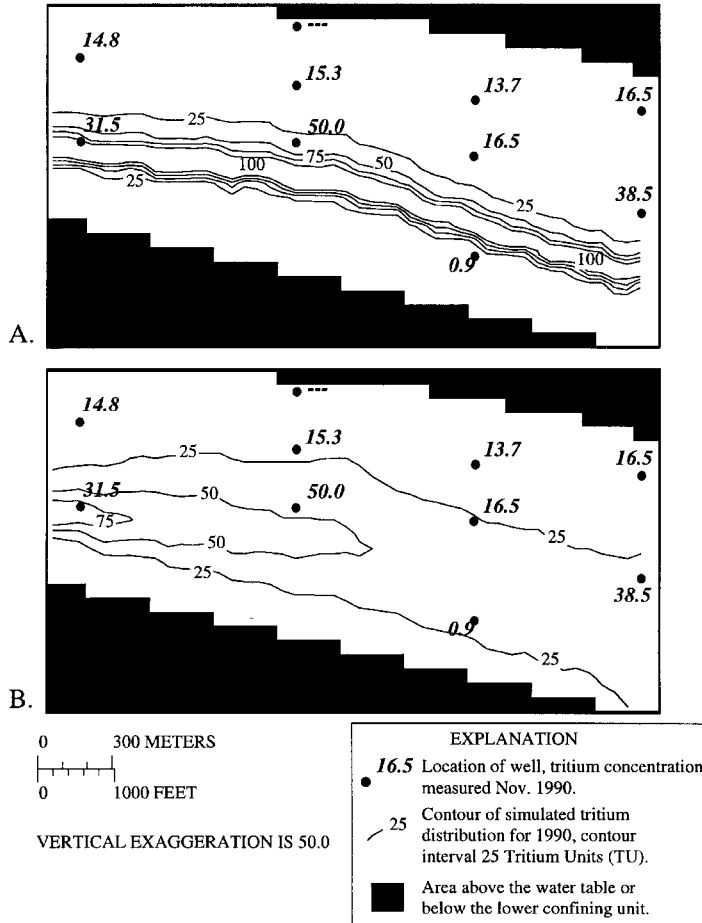 14.8
---
15.3
13.7
16.5
25
31.5
50.0
75
50
16.5
100
25
25
38.5
100
0.9
A.
14.8
---
15.3
13.7
16.5
25
31.5
50
50.0
16.5
75
50
25
25
38.5
0.9
25
B.
0 300 METERS
0 1000 FEET
VERTICAL EXAGGERATION IS 50.0
EXPLANATION
16.5 Location of well, tritium concentration
measured Nov. 1990.
25 Contour of simulated tritium
distribution for 1990, contour
interval 25 Tritium Units (TU).
Area above the water table or
below the lower confining unit.